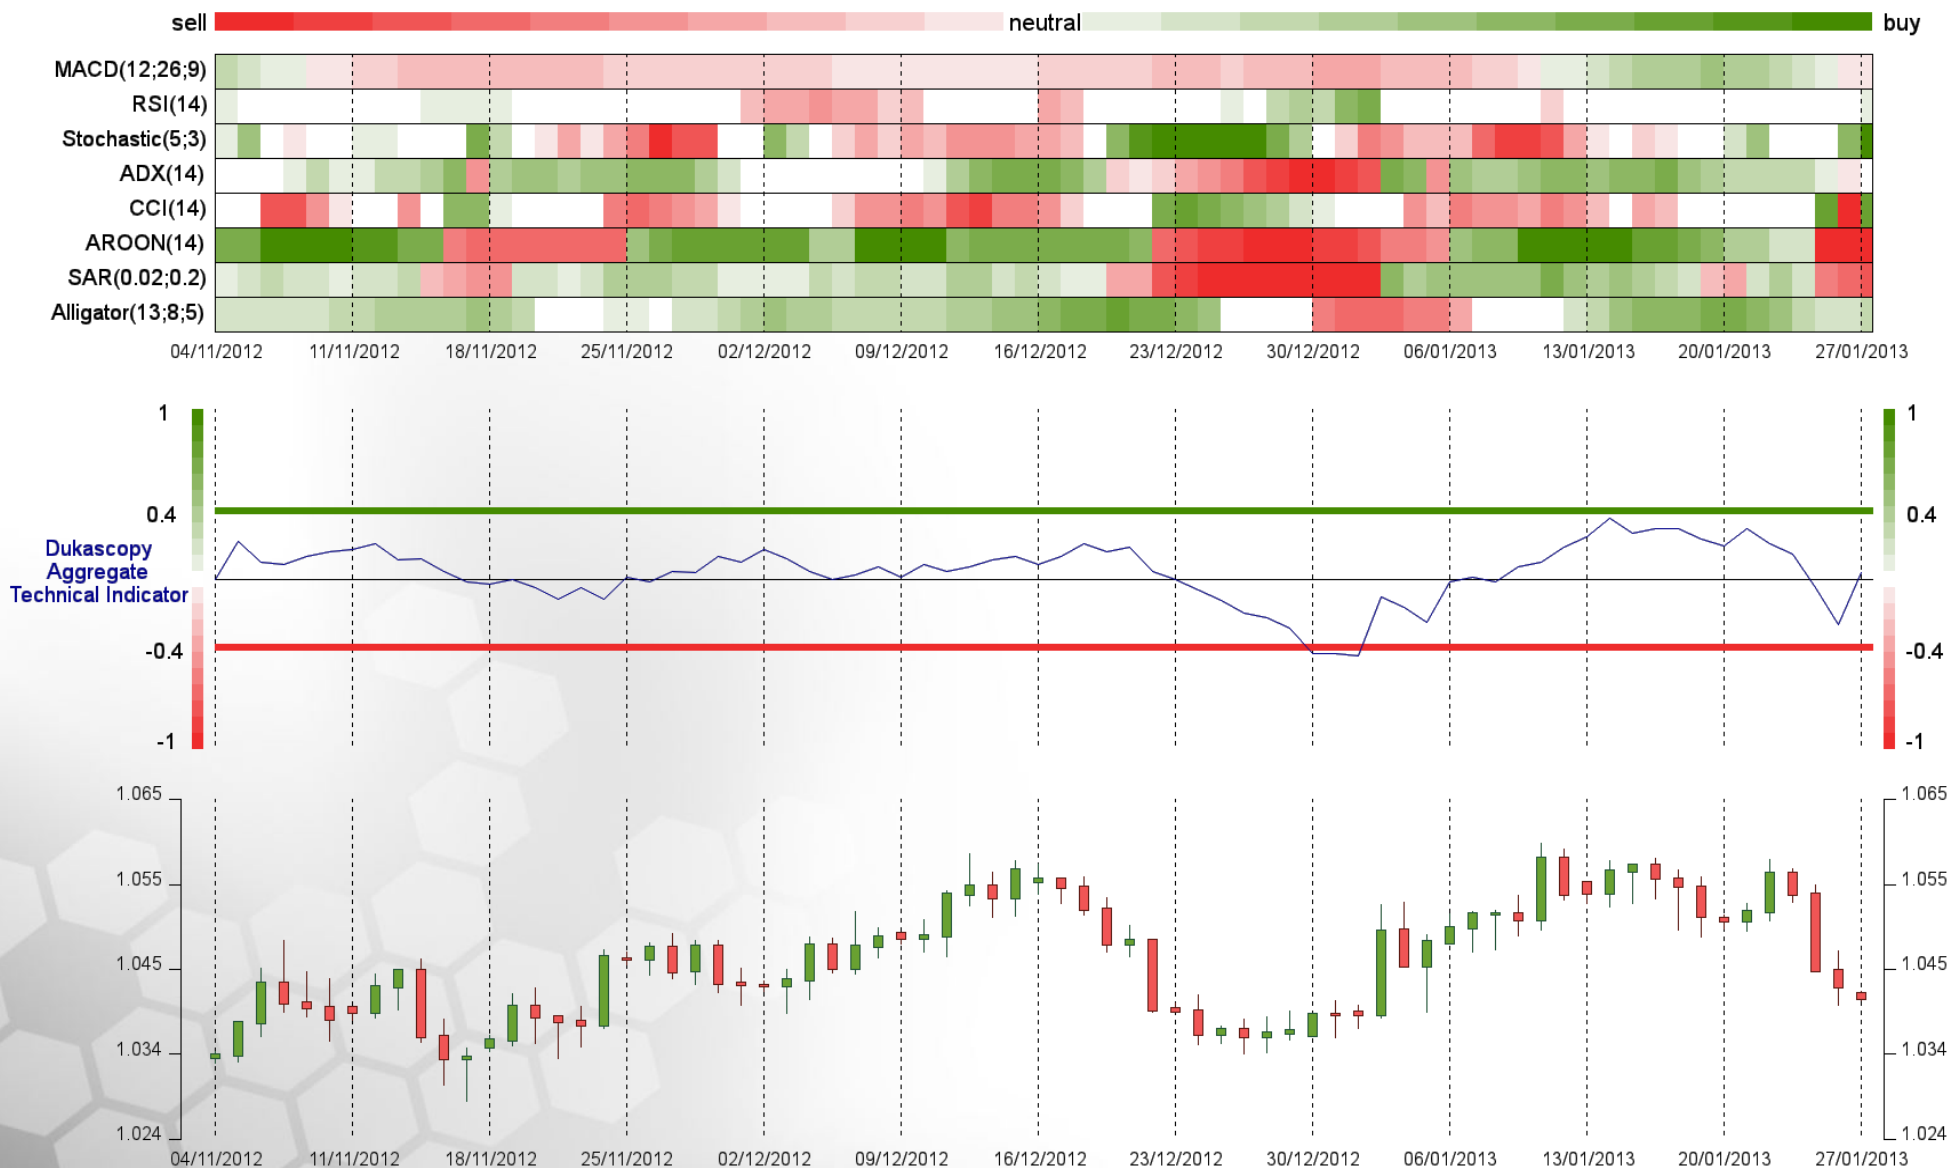 sell neutral buy
MACD(12;26;9)
RSI(14)
Stochastic(5;3)
ADX(14)
CCI(14)
AROON(14)
SAR(0.02;0.2)
Alligator(13;8;5)
04/11/2012 11/11/2012 18/11/2012 25/11/2012 02/12/2012 09/12/2012 16/12/2012 23/12/2012 30/12/2012 06/01/2013 13/01/2013 20/01/2013 27/01/2013
1 1
0.4 0.4
Dukascopy
Aggregate
Technical Indicator
-0.4 -0.4
-1 -1
1.065 1.065
1.055 1.055
1.045 1.045
1.034 1.034
1.024 1.024
04/11/2012 11/11/2012 18/11/2012 25/11/2012 02/12/2012 09/12/2012 16/12/2012 23/12/2012 30/12/2012 06/01/2013 13/01/2013 20/01/2013 27/01/2013